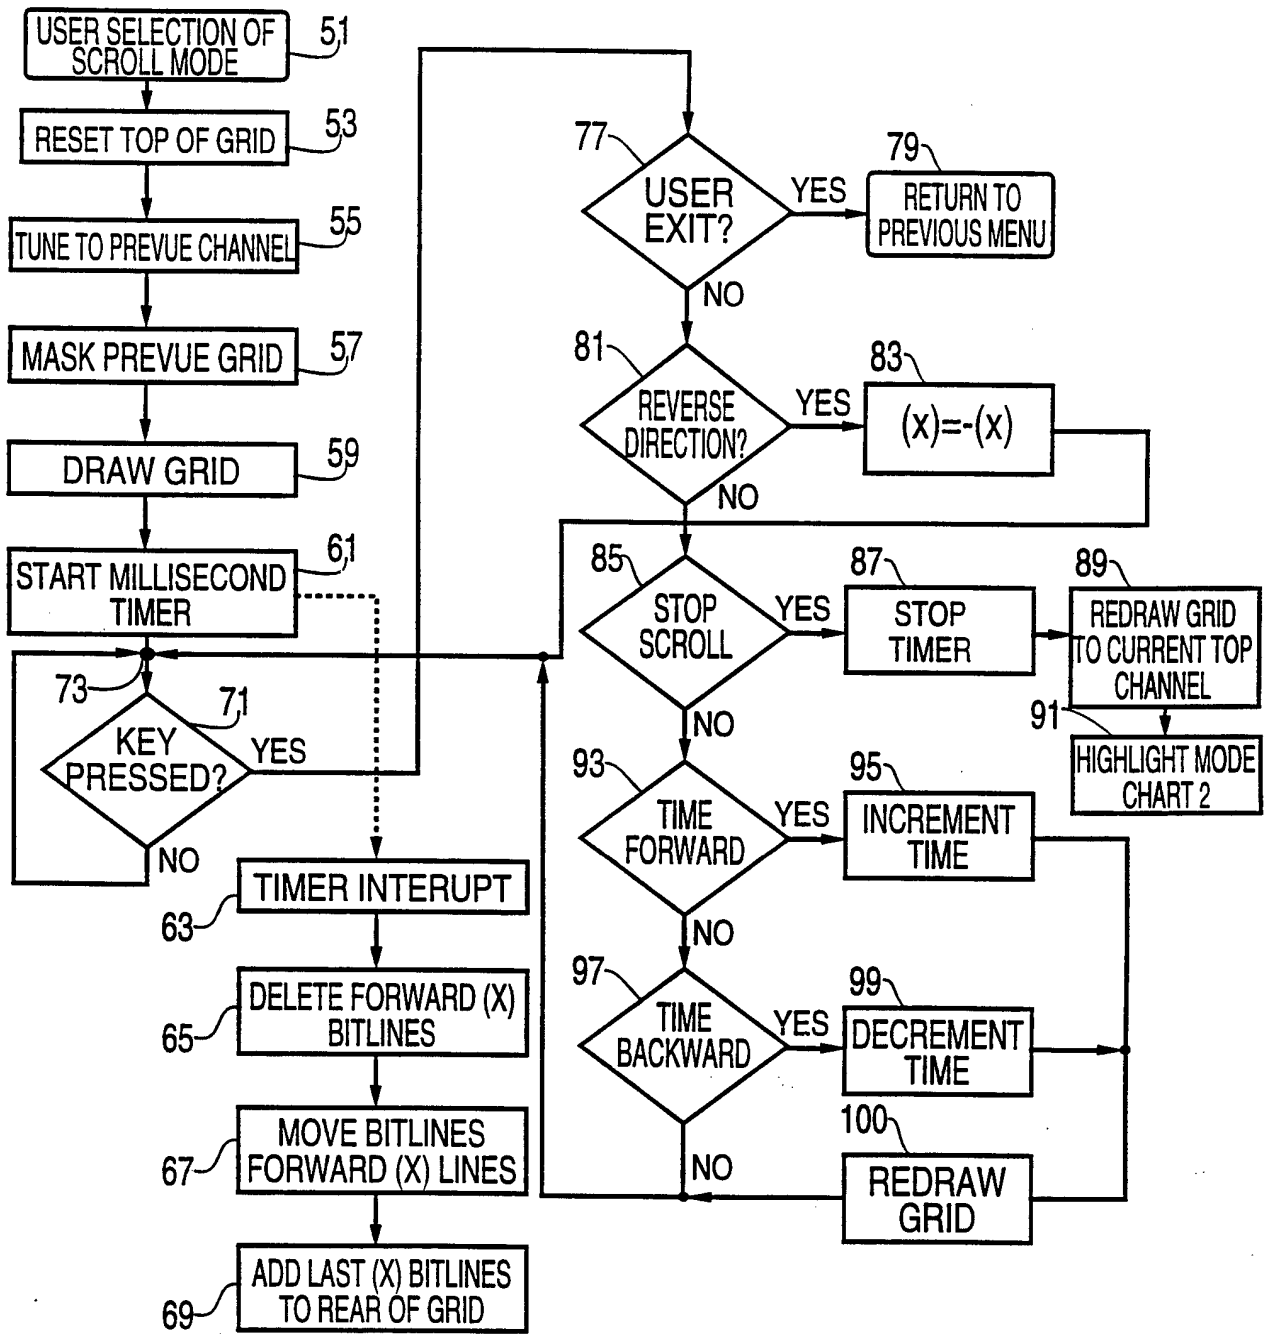 USER SELECTION OF
SCROLL MODE
51
RESET TOP OF GRID
53
TUNE TO PREVUE CHANNEL
55
MASK PREVUE GRID
57
DRAW GRID
59
START MILLISECOND
TIMER
61
73
71
KEY
PRESSED?
YES
NO
TIMER INTERUPT
63
DELETE FORWARD (X)
BITLINES
65
MOVE BITLINES
FORWARD (X) LINES
67
ADD LAST (X) BITLINES
TO REAR OF GRID
69
77
USER
EXIT?
YES
NO
79
RETURN TO
PREVIOUS MENU
81
REVERSE
DIRECTION?
YES
NO
83
(X)=-(X)
85
STOP
SCROLL
YES
NO
87
STOP
TIMER
89
REDRAW GRID
TO CURRENT TOP
CHANNEL
91
HIGHLIGHT MODE
CHART 2
93
TIME
FORWARD
YES
NO
95
INCREMENT
TIME
97
TIME
BACKWARD
YES
NO
99
DECREMENT
TIME
100
REDRAW
GRID